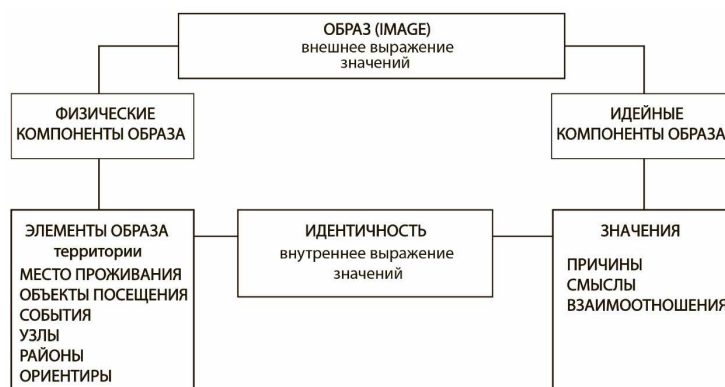 ОБРАЗ (IMAGE)
внешнее выражение
значений
ФИЗИЧЕСКИЕ
КОМПОНЕНТЫ ОБРАЗА
ИДЕЙНЫЕ
КОМПОНЕНТЫ ОБРАЗА
ЭЛЕМЕНТЫ ОБРАЗА
территории
МЕСТО ПРОЖИВАНИЯ
ОБЪЕКТЫ ПОСЕЩЕНИЯ
СОБЫТИЯ
УЗЛЫ
РАЙОНЫ
ОРИЕНТИРЫ
ИДЕНТИЧНОСТЬ
внутреннее выражение
значений
ЗНАЧЕНИЯ
ПРИЧИНЫ
СМЫСЛЫ
ВЗАИМООТНОШЕНИЯ